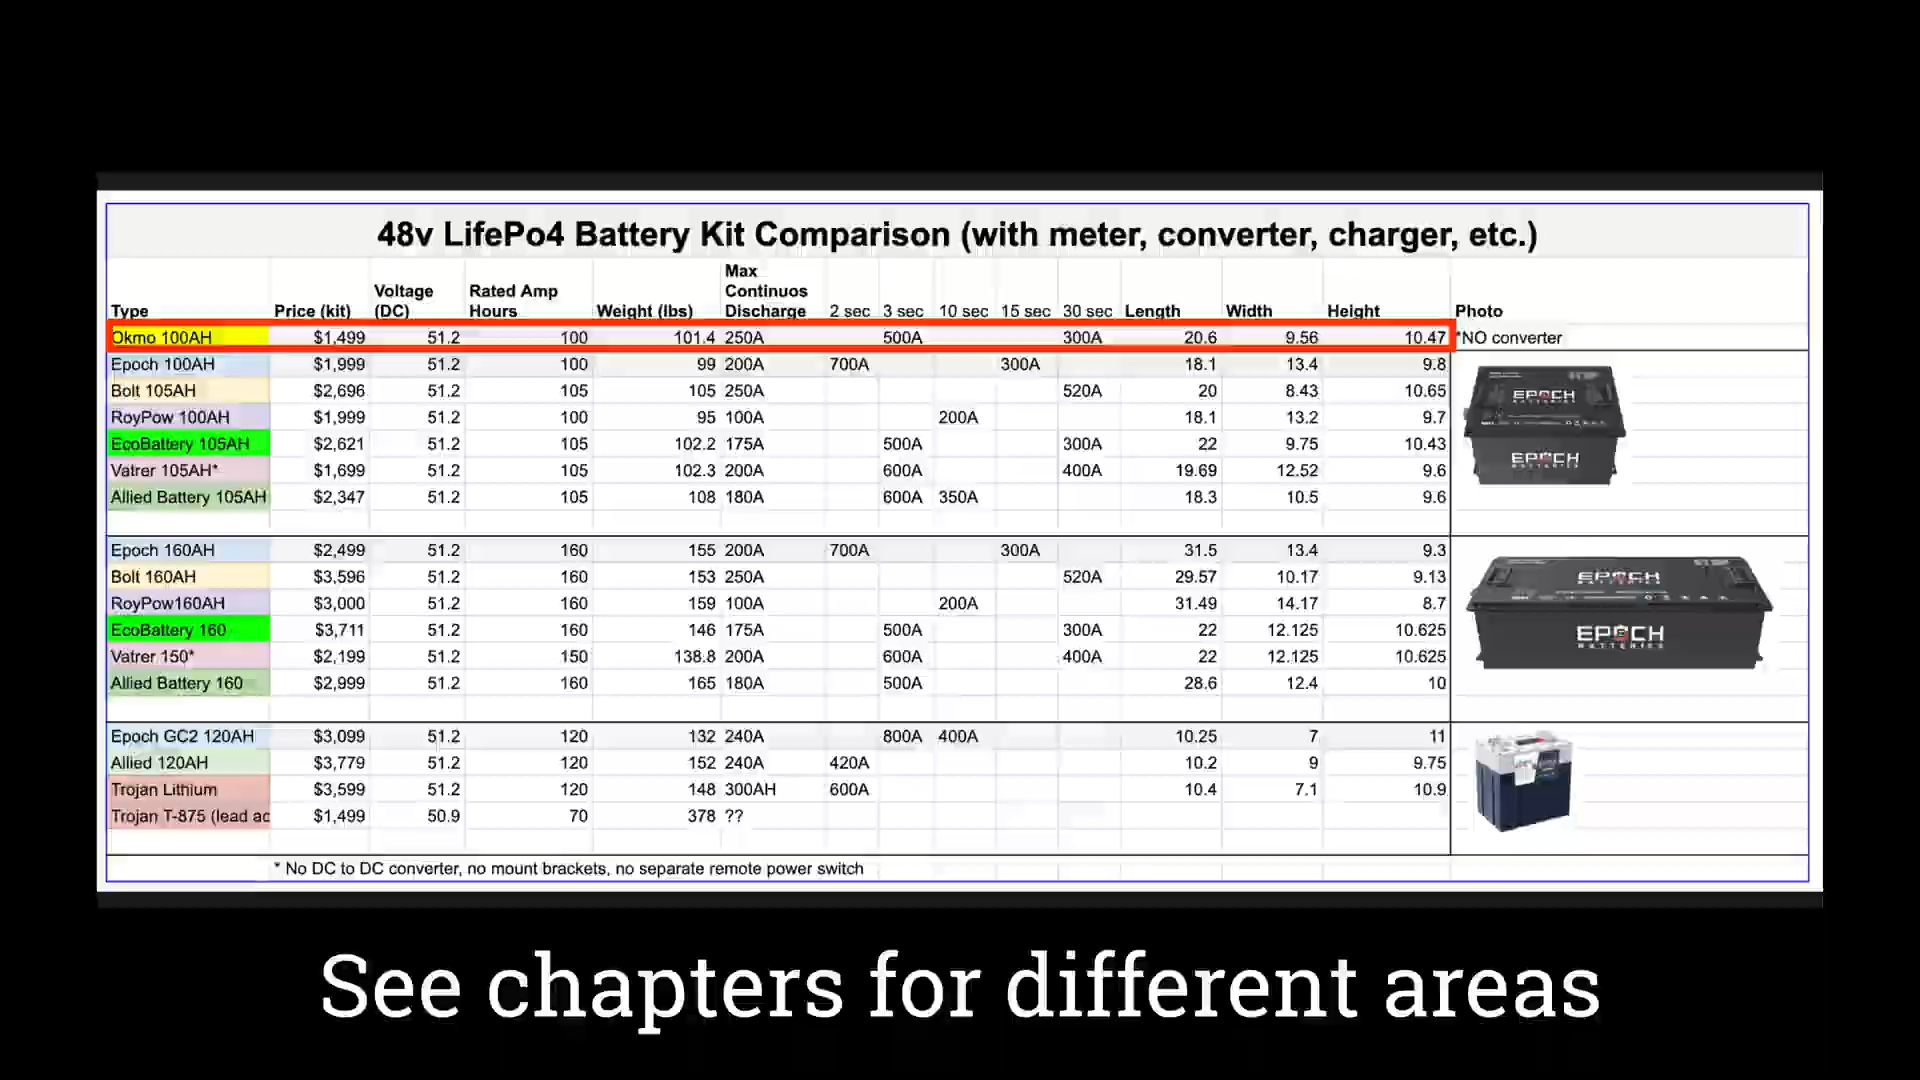 48v LifePo4 Battery Kit Comparison (with meter, converter, charger, etc.)
Type Price (kit) Voltage (DC) Rated Amp Hours Weight (lbs) Max Continuos Discharge 2 sec 3 sec 10 sec 15 sec 30 sec Length Width Height Photo
Okmo 100AH $1,499 51.2 100 101.4 250A 500A 300A 20.6 9.56 10.47 *NO converter
Epoch 100AH $1,999 51.2 100 99 200A 700A 300A 18.1 13.4 9.8
Bolt 105AH $2,696 51.2 105 105 250A 520A 20 8.43 10.65
RoyPow 100AH $1,999 51.2 100 95 100A 200A 18.1 13.2 9.7
EcoBattery 105AH $2,621 51.2 105 102.2 175A 500A 300A 22 9.75 10.43
Vatrer 105AH* $1,699 51.2 105 102.3 200A 600A 400A 19.69 12.52 9.6
Allied Battery 105AH $2,347 51.2 105 108 180A 600A 350A 18.3 10.5 9.6
EPOCH
BATTERIES
EPOCH
BATTERIES
Epoch 160AH $2,499 51.2 160 155 200A 700A 300A 31.5 13.4 9.3
Bolt 160AH $3,596 51.2 160 153 250A 520A 29.57 10.17 9.13
RoyPow160AH $3,000 51.2 160 159 100A 200A 31.49 14.17 8.7
EcoBattery 160 $3,711 51.2 160 146 175A 500A 300A 22 12.125 10.625
Vatrer 150* $2,199 51.2 150 138.8 200A 600A 400A 22 12.125 10.625
Allied Battery 160 $2,999 51.2 160 165 180A 500A 28.6 12.4 10
EPOCH
BATTERIES
EPOCH
BATTERIES
Epoch GC2 120AH $3,099 51.2 120 132 240A 800A 400A 10.25 7 11
Allied 120AH $3,779 51.2 120 152 240A 420A 10.2 9 9.75
Trojan Lithium $3,599 51.2 120 148 300AH 600A 10.4 7.1 10.9
Trojan T-875 (lead ac $1,499 50.9 70 378 ??
* No DC to DC converter, no mount brackets, no separate remote power switch
See chapters for different areas